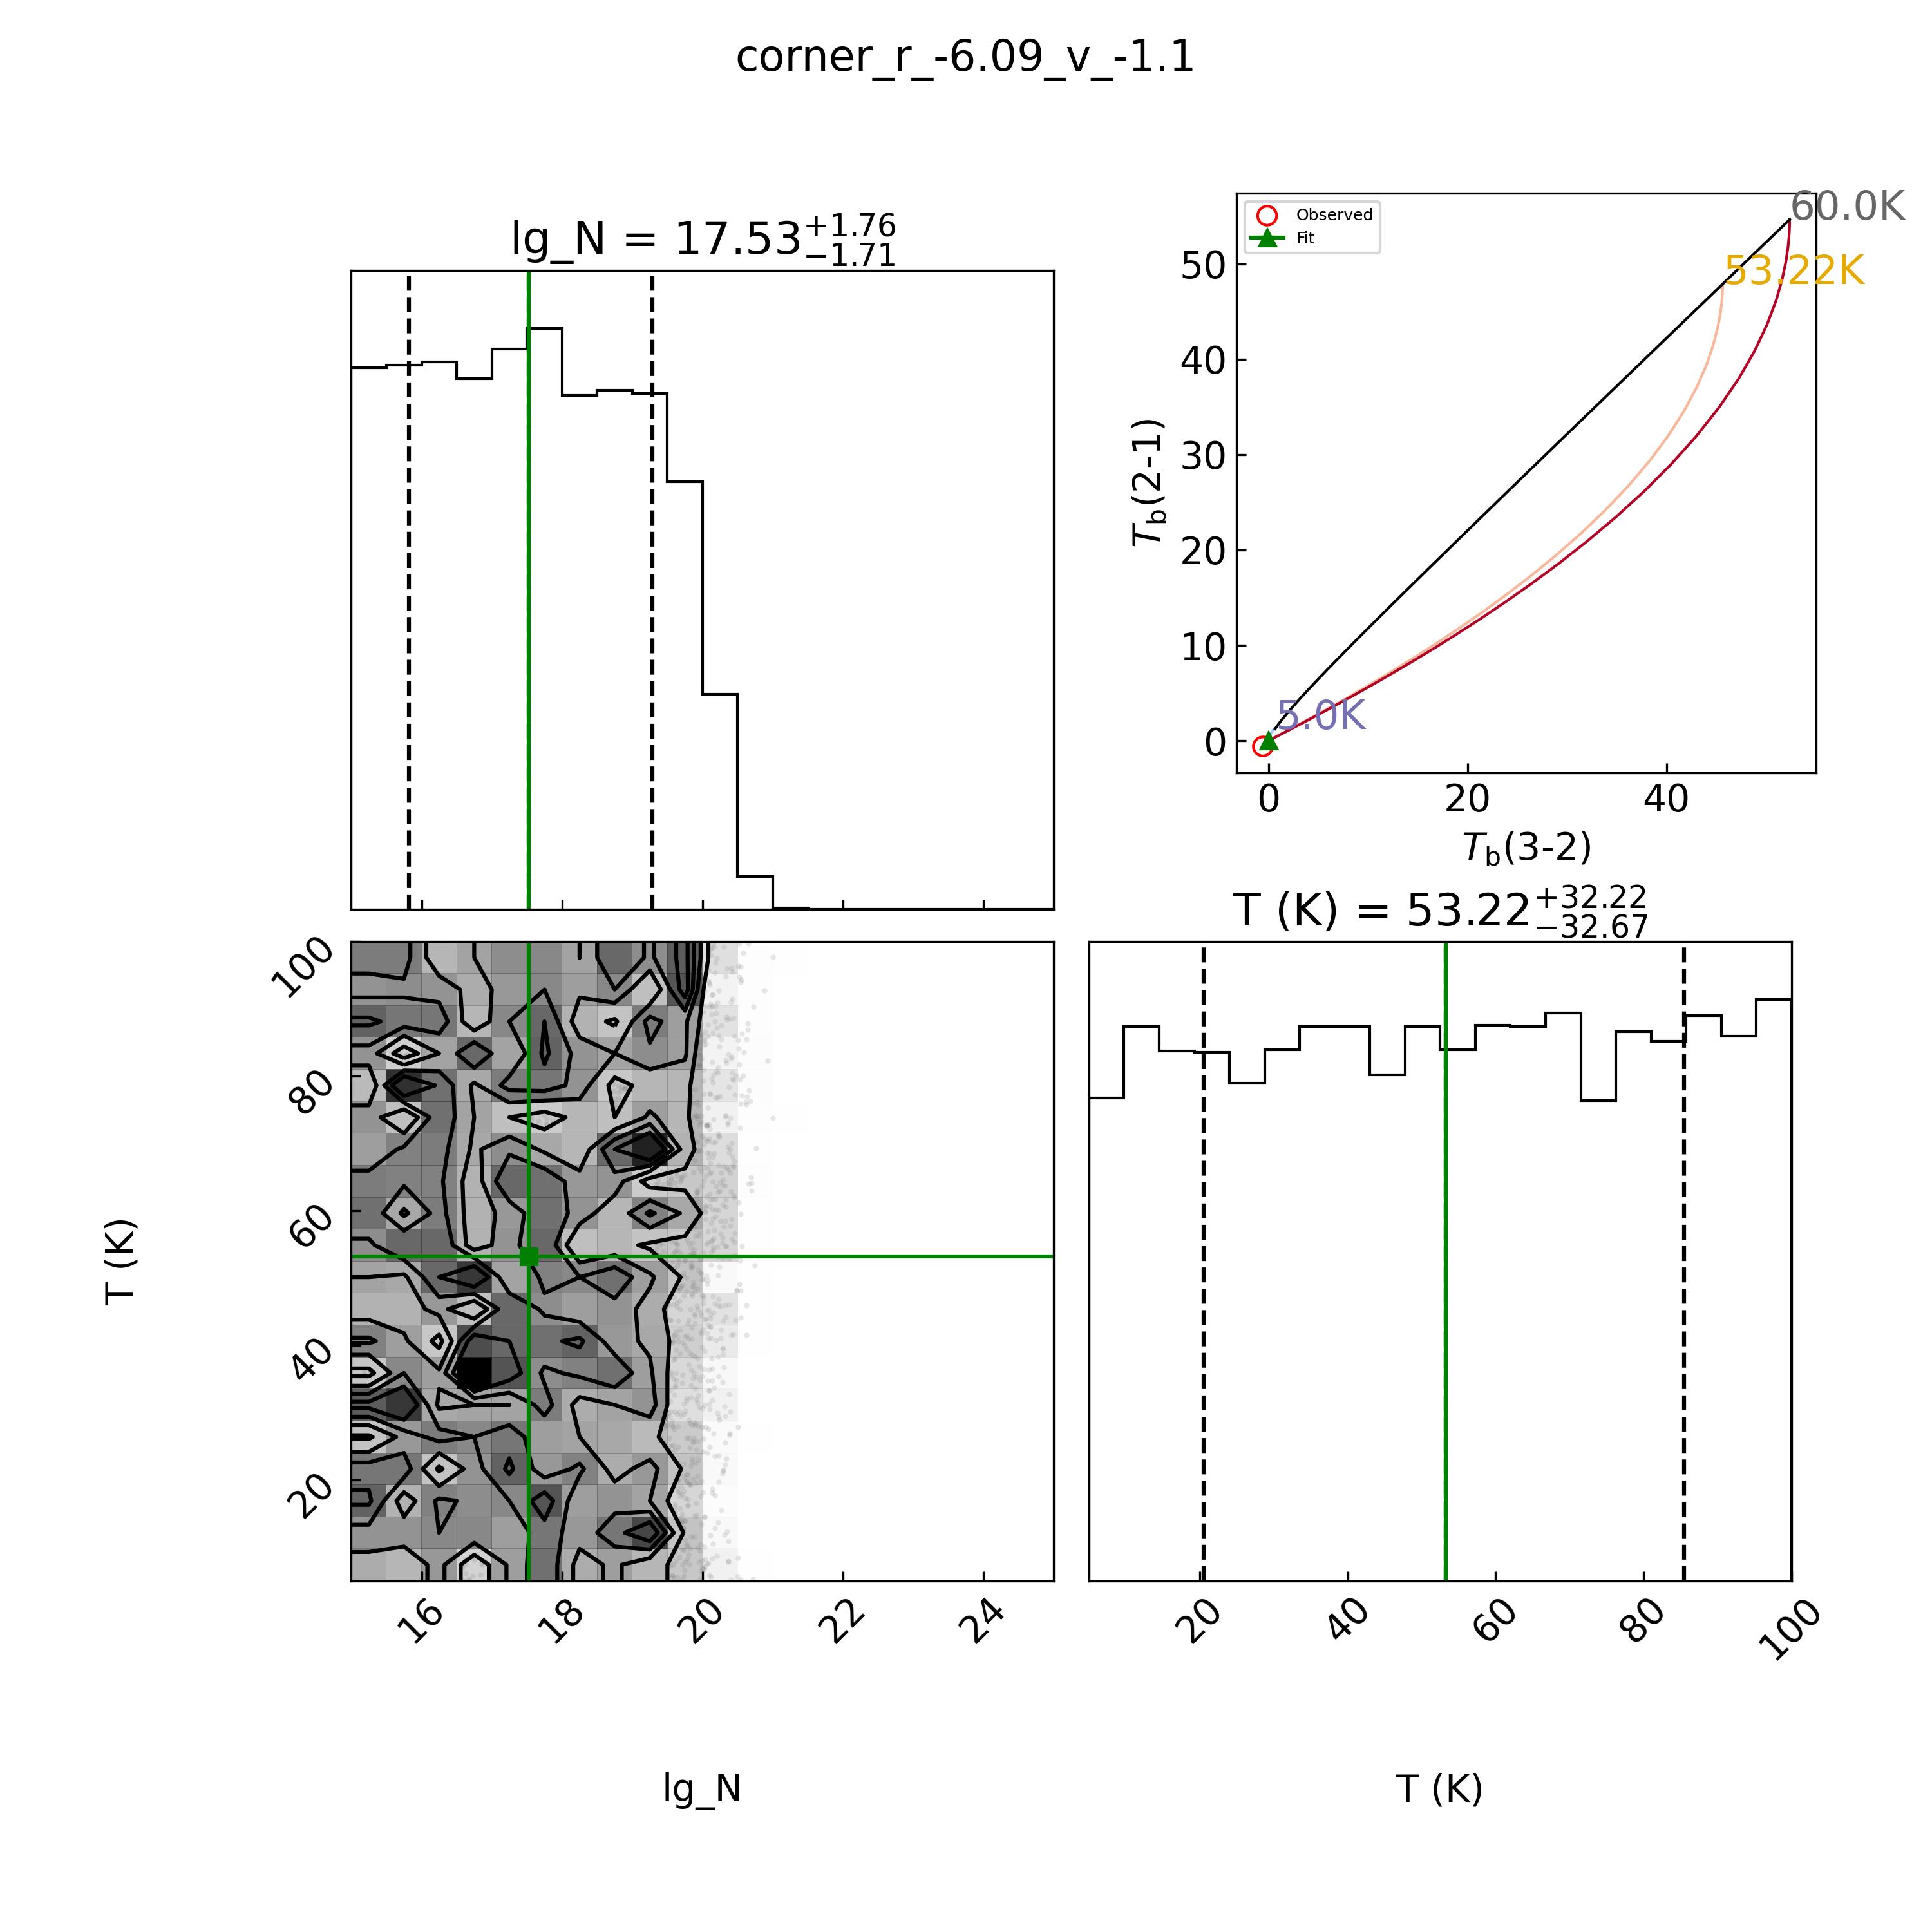 corner_r_-6.09_v_-1.1
lg_N = 17.53+1.76−1.71
60.0K
Observed
Fit
53.22K
5.0K
50
40
30
20
10
0
Tb(2-1)
0 20 40
Tb(3-2)
T (K) = 53.22+32.22−32.67
100
80
60
40
20
T (K)
16 18 20 22 24
20 40 60 80 100
lg_N
T (K)